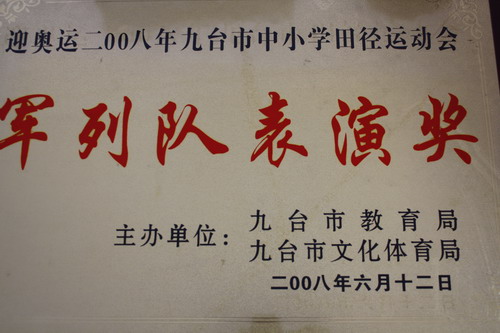 迎奥运二00八年九台市中小学田径运动会
军列队表演奖
主办单位：九台市教育局
九台市文化体育局
二00八年六月十二日